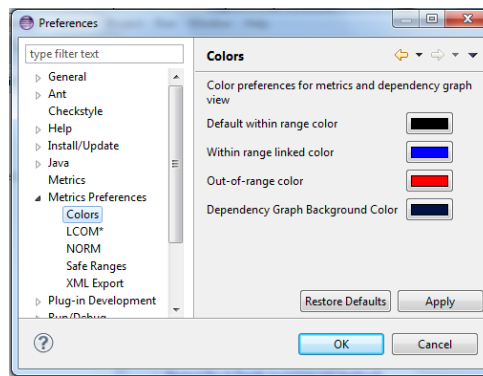 Preferences
type filter text
General
Ant
Checkstyle
Help
Install/Update
Java
Metrics
Metrics Preferences
Colors
LCOM*
NORM
Safe Ranges
XML Export
Plug-in Development
Run/Debug
Colors
Color preferences for metrics and dependency graph
view
Default within range color
Within range linked color
Out-of-range color
Dependency Graph Background Color
Restore Defaults
Apply
?
OK
Cancel